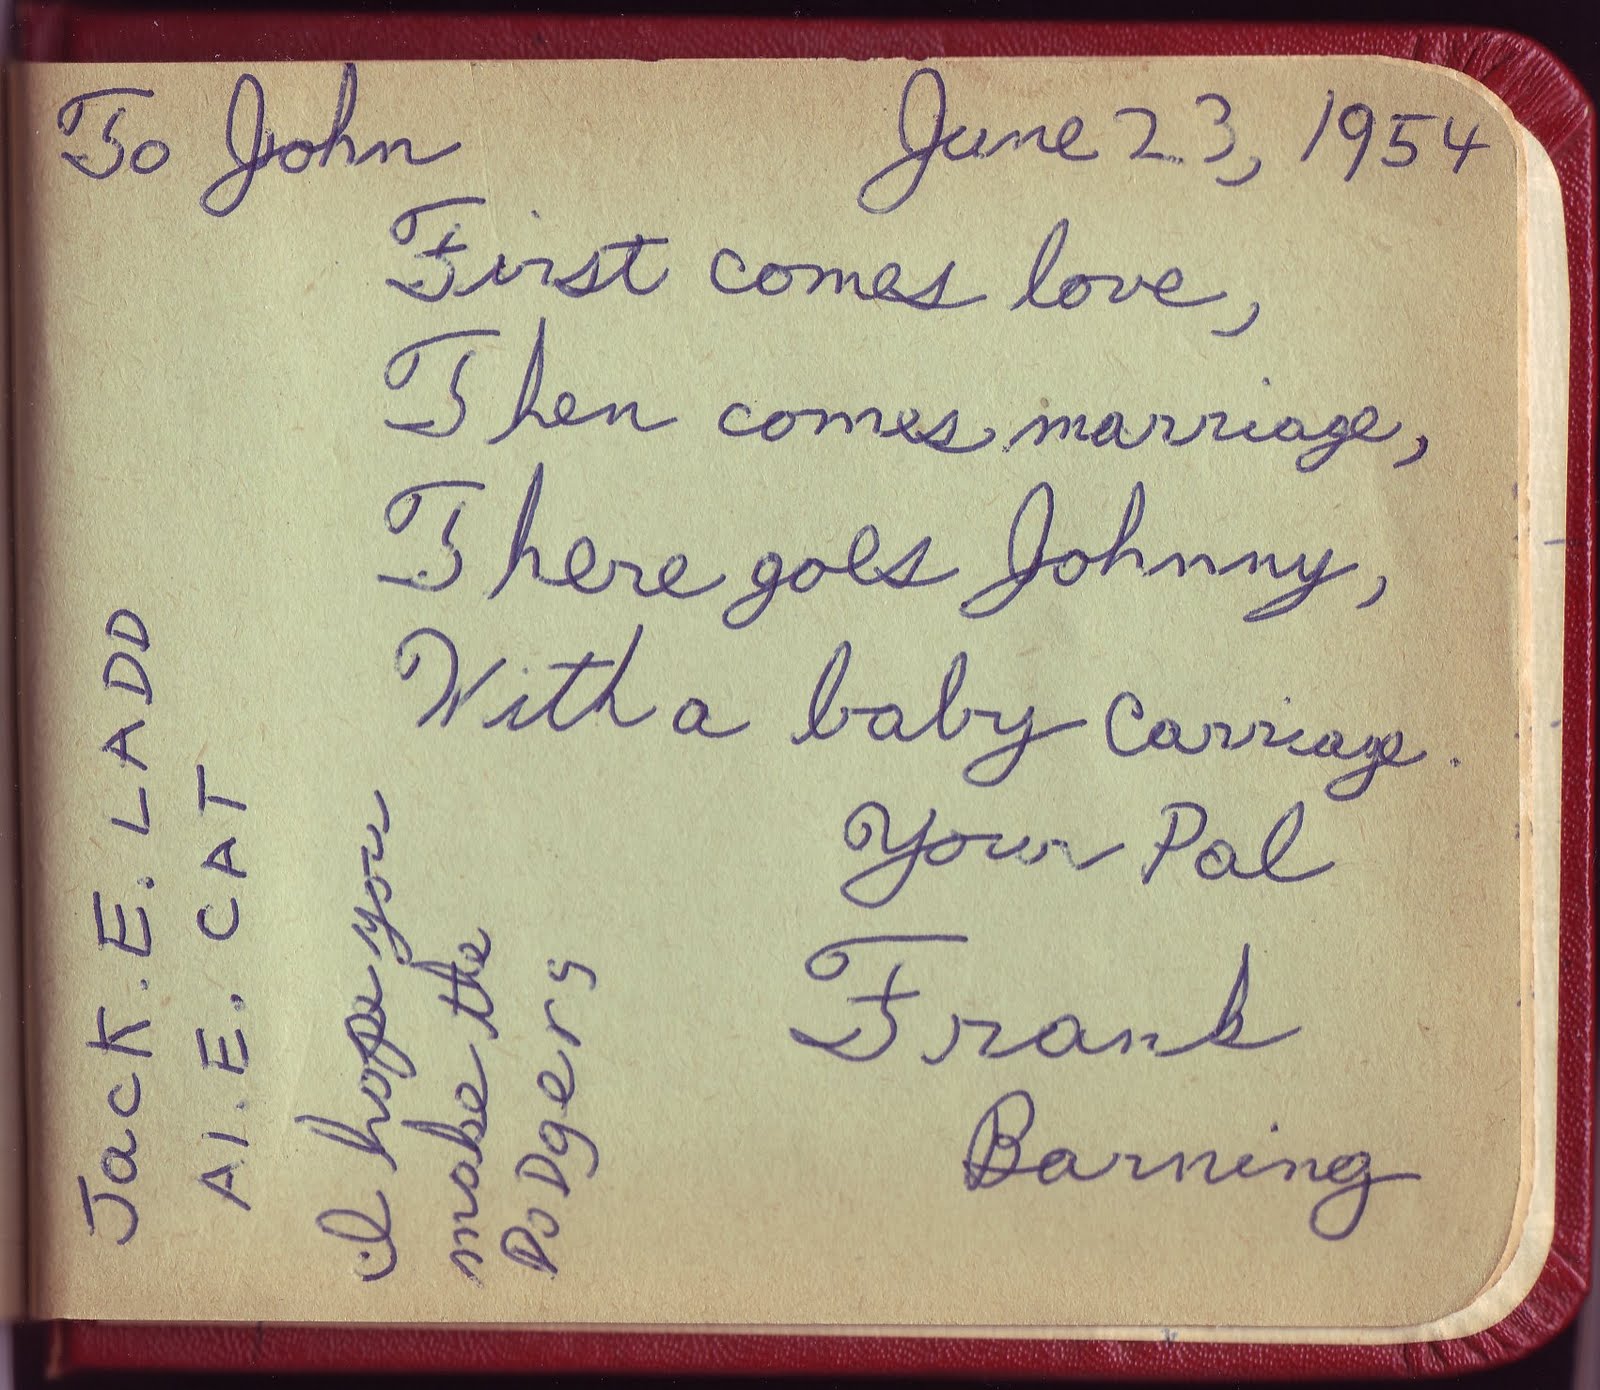 To John
June 23, 1954
First comes love,
Then comes marriage,
There goes Johnny,
With a baby carriage.
Your Pal
Frank
Barning
JacK.E.LADD
AI.E.CAT
I hope you
make the
DoDgers